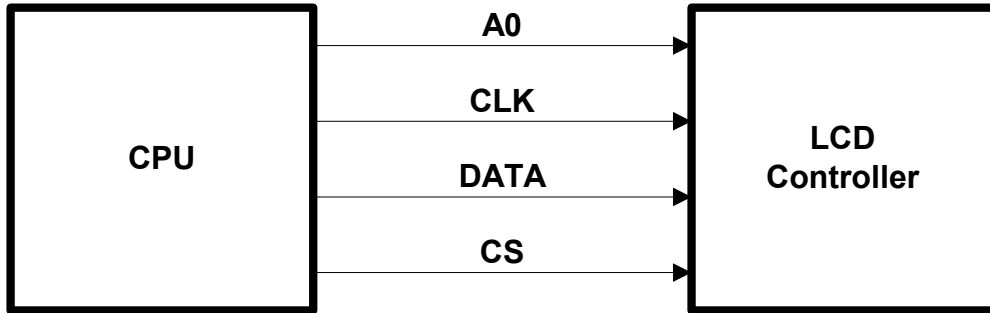 A0
CLK
CPU
DATA
CS
LCD
Controller